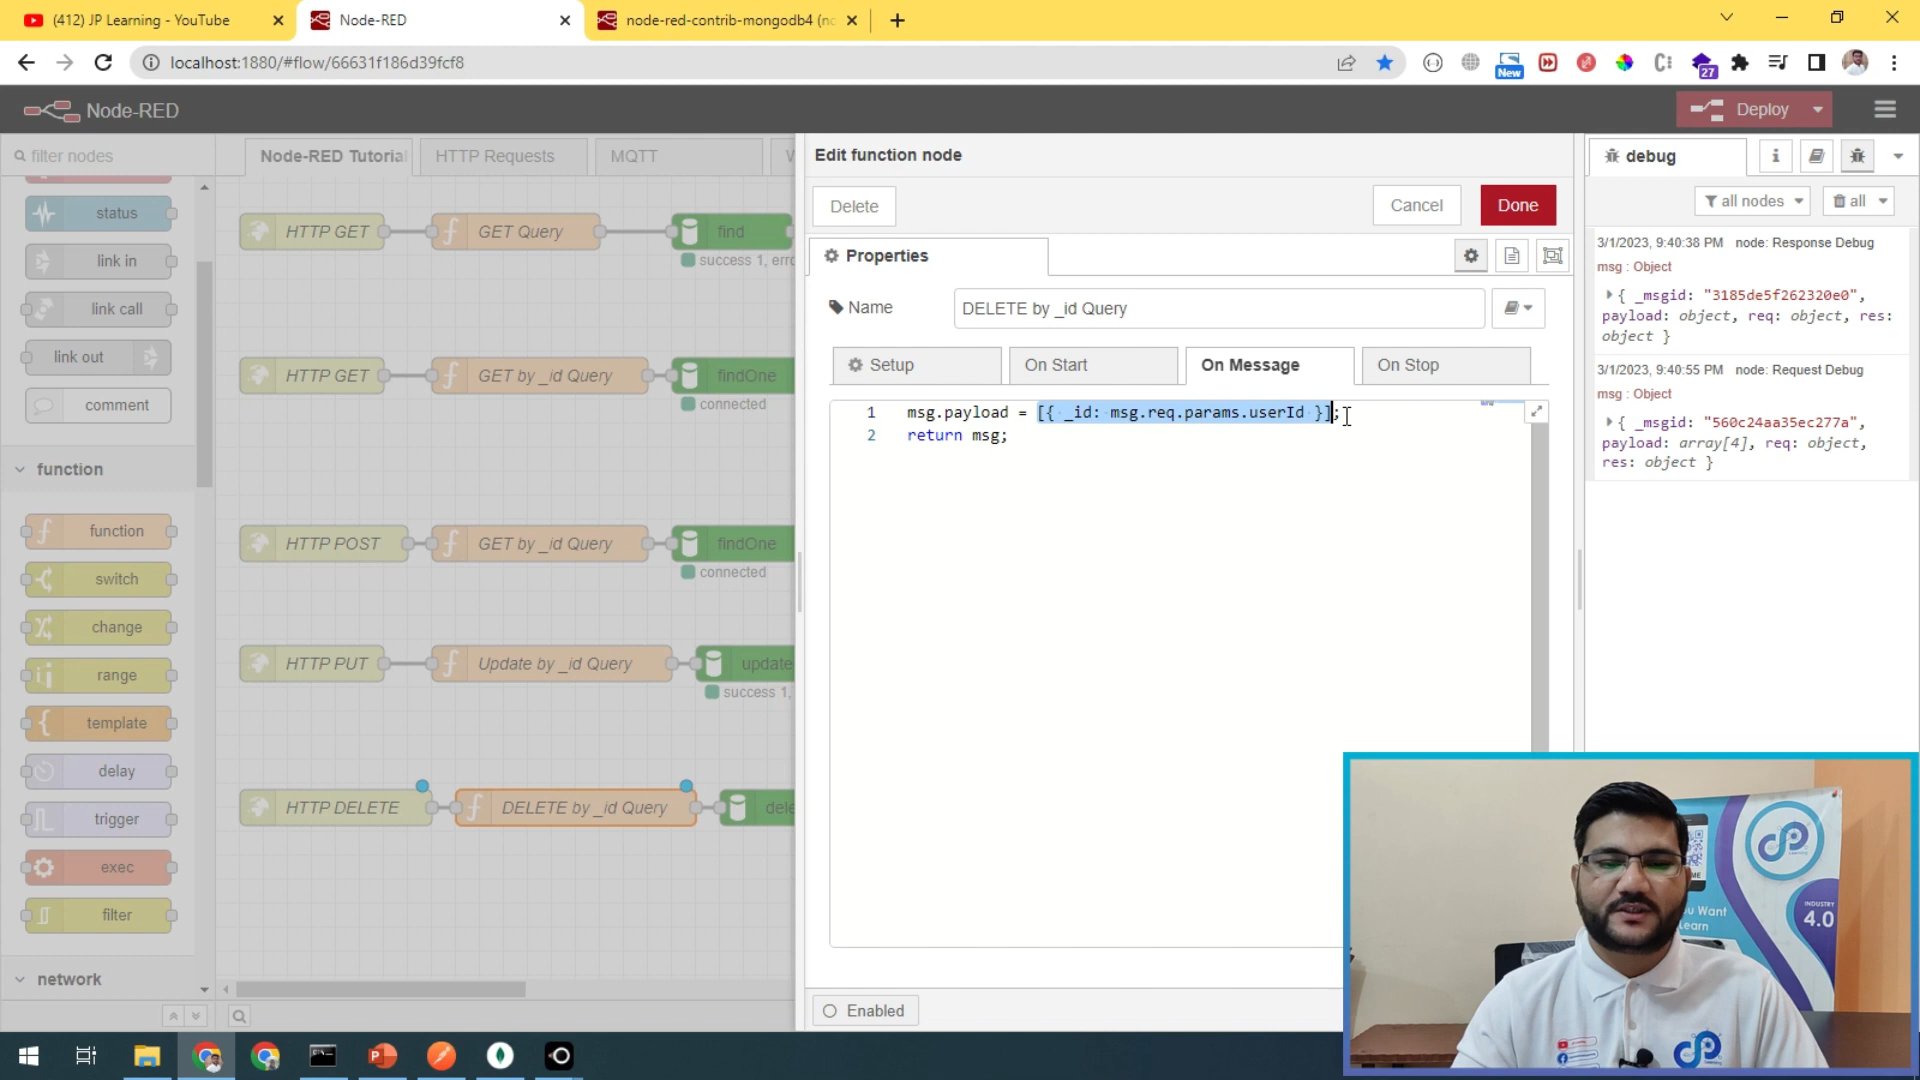 (412) JP Learning - YouTube
Node-RED
node-red-contrib-mongodb4 (no
localhost:1880/#flow/66631f186d39fcf8
New
27
Node-RED
Deploy
filter nodes
status
link in
link call
link out
comment
function
function
switch
change
range
template
delay
trigger
exec
filter
network
Node-RED Tutorial
HTTP Requests
MQTT
HTTP GET
GET Query
find
success 1, erro
HTTP GET
GET by _id Query
findOne
connected
HTTP POST
GET by _id Query
findOne
connected
HTTP PUT
Update by _id Query
update
success 1,
HTTP DELETE
DELETE by _id Query
dele
Edit function node
Delete
Cancel
Done
Properties
Name
DELETE by _id Query
Setup
On Start
On Message
On Stop
1 msg.payload = [{ _id: msg.req.params.userId }];
2 return msg;
Enabled
debug
all nodes
all
3/1/2023, 9:40:38 PM node: Response Debug
msg : Object
{ _msgid: "3185de5f262320e0",
payload: object, req: object, res:
object }
3/1/2023, 9:40:55 PM node: Request Debug
msg : Object
{ _msgid: "560c24aa35ec277a",
payload: array[4], req: object,
res: object }
ME
u Want
Learn
INDUSTRY
4.0